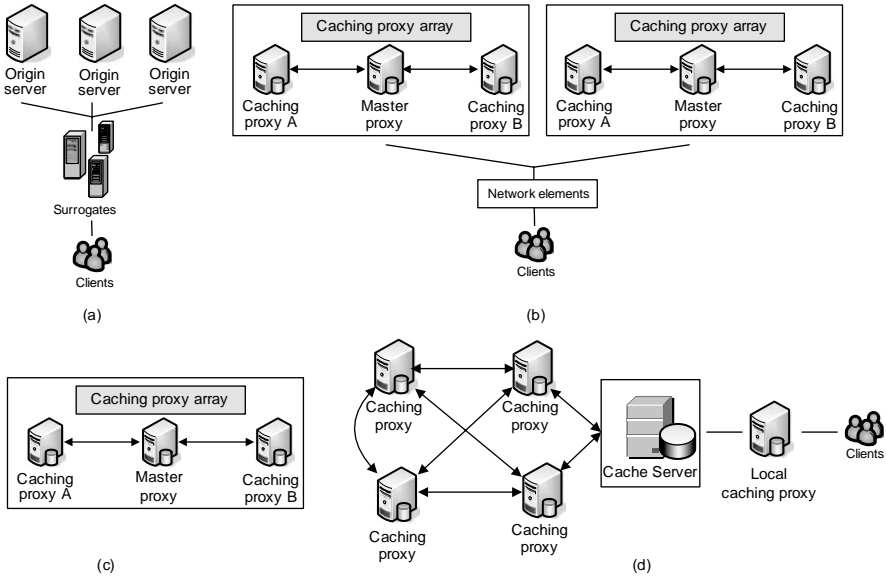 Origin
server
Origin
server
Origin
server
Surrogates
Clients
(a)
Caching proxy array
Caching
proxy A
Master
proxy
Caching
proxy B
Caching proxy array
Caching
proxy A
Master
proxy
Caching
proxy B
Network elements
Clients
(b)
Caching proxy array
Caching
proxy A
Master
proxy
Caching
proxy B
(c)
Caching
proxy
Caching
proxy
Caching
proxy
Caching
proxy
Cache Server
Local
caching proxy
Clients
(d)